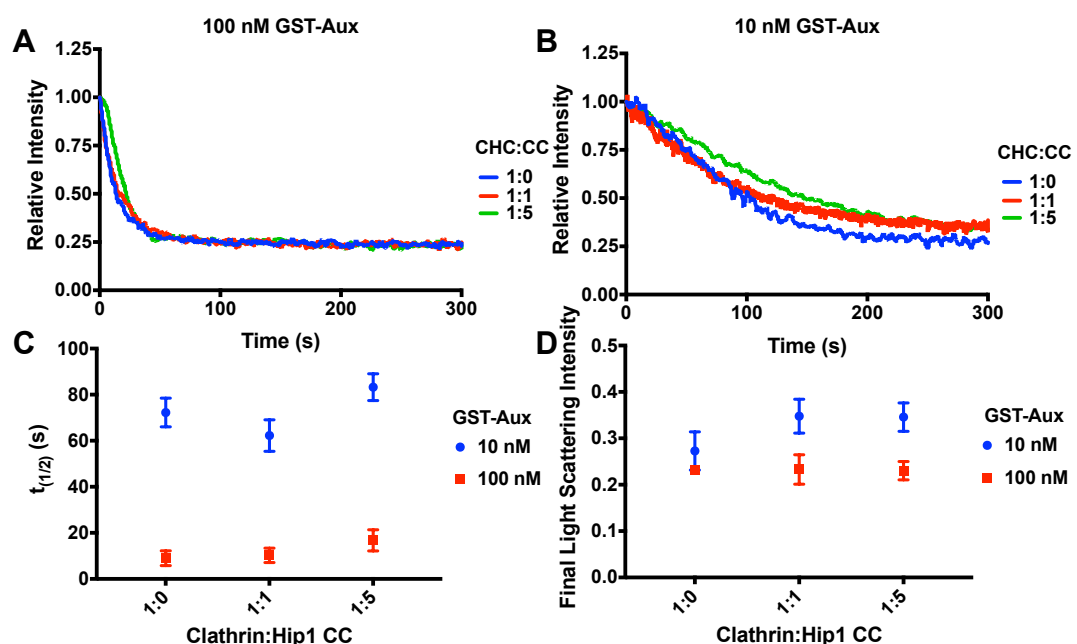 A
100 nM GST-Aux
1.25
1.00
0.75
0.50
0.25
0.00
Relative Intensity
0
100
200
300
Time (s)
CHC:CC
1:0
1:1
1:5
B
10 nM GST-Aux
1.25
1.00
0.75
0.50
0.25
0.00
Relative Intensity
0
100
200
300
Time (s)
CHC:CC
1:0
1:1
1:5
C
100
80
60
40
20
0
t(1/2) (s)
1:0
1:1
1:5
Clathrin:Hip1 CC
GST-Aux
10 nM
100 nM
D
0.5
0.4
0.3
0.2
0.1
0.0
Final Light Scattering Intensity
1:0
1:1
1:5
Clathrin:Hip1 CC
GST-Aux
10 nM
100 nM